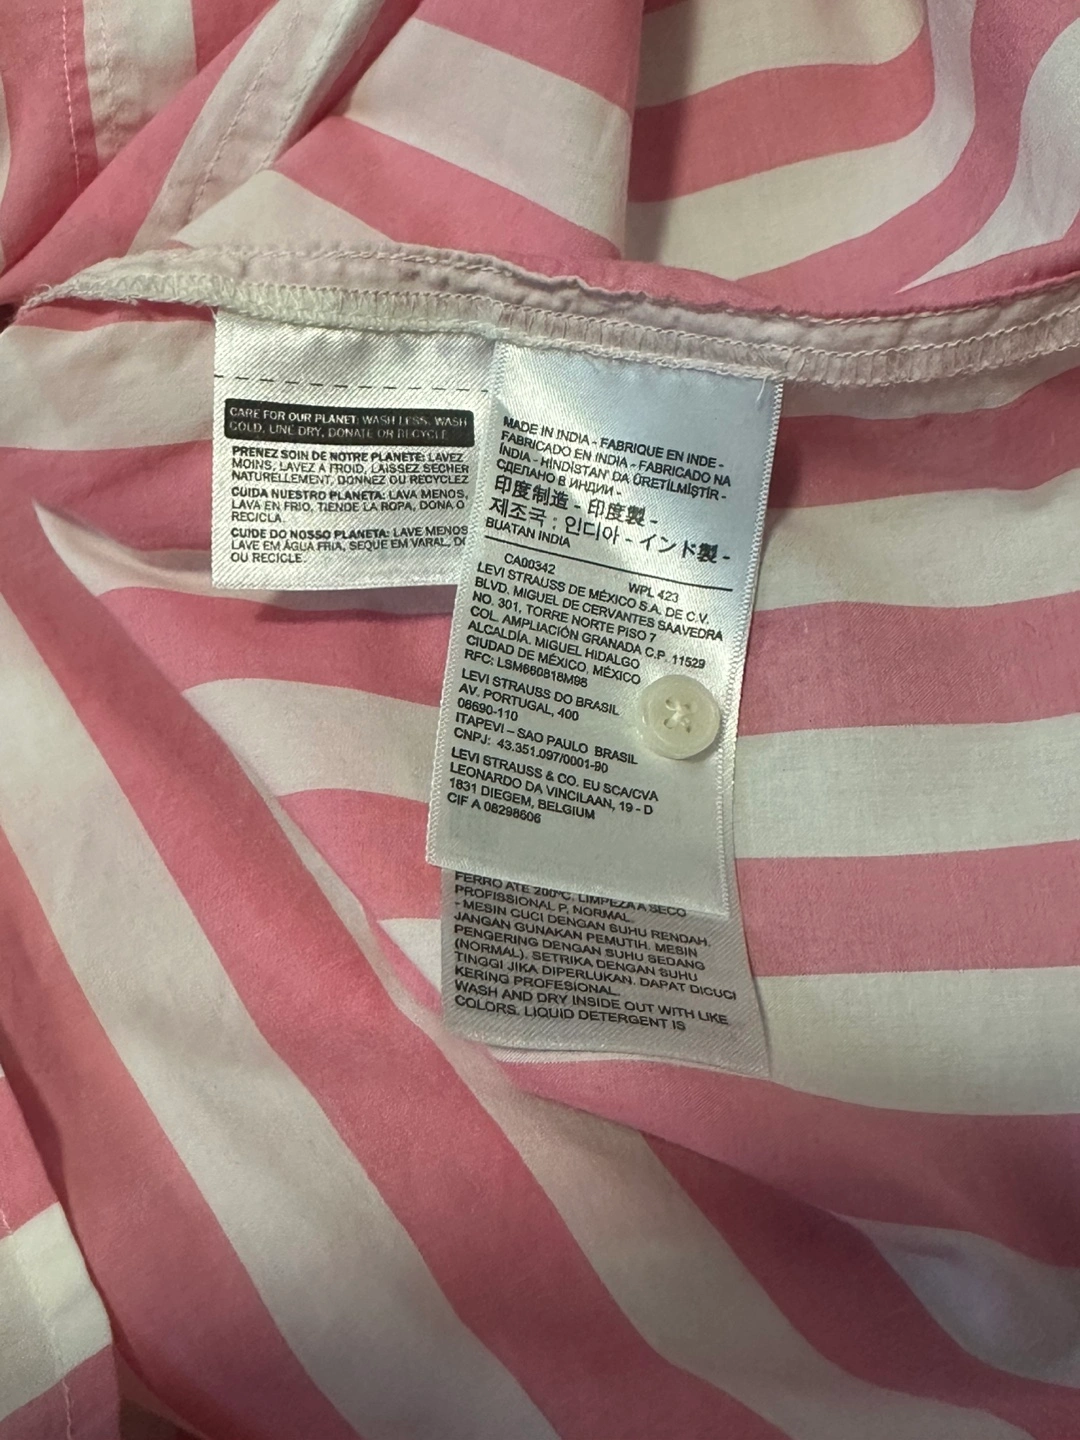 CARE FOR OUR PLANET: WASH LESS, WASH
COLD, LINE DRY, DONATE OR RECYCLE
PRENEZ SOIN DE NOTRE PLANETE: LAVEZ
MOINS, LAVEZ A FROID, LAISSEZ SECHER
NATURELLEMENT, DONNEZ OU RECYCLEZ
CUIDA NUESTRO PLANETA: LAVA MENOS,
LAVA EN FRIO, TIENDE LA ROPA, DONA O
RECICLA
CUIDE DO NOSSO PLANETA: LAVE MENOS
LAVE EM ÁGUA FRIA, SEQUE EM VARAL,
OU RECICLE.
MADE IN INDIA - FABRIQUE EN INDE -
FABRICADO EN INDIA - FABRICADO NA
ÍNDIA - HİNDİSTAN' DA ÜRETİLMİŞTİR -
СДЕЛАНО В ИНДИИ -
印度制造 - 印度製 -
제조국 : 인디아 - インド製 -
BUATAN INDIA
CA00342 WPL 423
LEVI STRAUSS DE MÉXICO S.A. DE C.V.
BLVD. MIGUEL DE CERVANTES SAAVEDRA
NO. 301, TORRE NORTE PISO 7
COL. AMPLIACIÓN GRANADA C.P. 11529
ALCALDÍA. MIGUEL HIDALGO
CIUDAD DE MÉXICO, MÉXICO
RFC: LSM660818M98
LEVI STRAUSS DO BRASIL
AV. PORTUGAL, 400
06690-110
ITAPEVI – SAO PAULO BRASIL
CNPJ: 43.351.097/0001-90
LEVI STRAUSS & CO. EU SCA/CVA
LEONARDO DA VINCILAAN, 19 - D
1831 DIEGEM, BELGIUM
CIF A 08298606
FERRO ATE 200ºC. LIMPEZA A SECO
PROFISSIONAL P, NORMAL.
- MESIN CUCI DENGAN SUHU RENDAH.
JANGAN GUNAKAN PEMUTIH. MESIN
PENGERING DENGAN SUHU SEDANG
(NORMAL). SETRIKA DENGAN SUHU
TINGGI JIKA DIPERLUKAN. DAPAT DICUCI
KERING PROFESIONAL.
WASH AND DRY INSIDE OUT WITH LIKE
COLORS. LIQUID DETERGENT IS